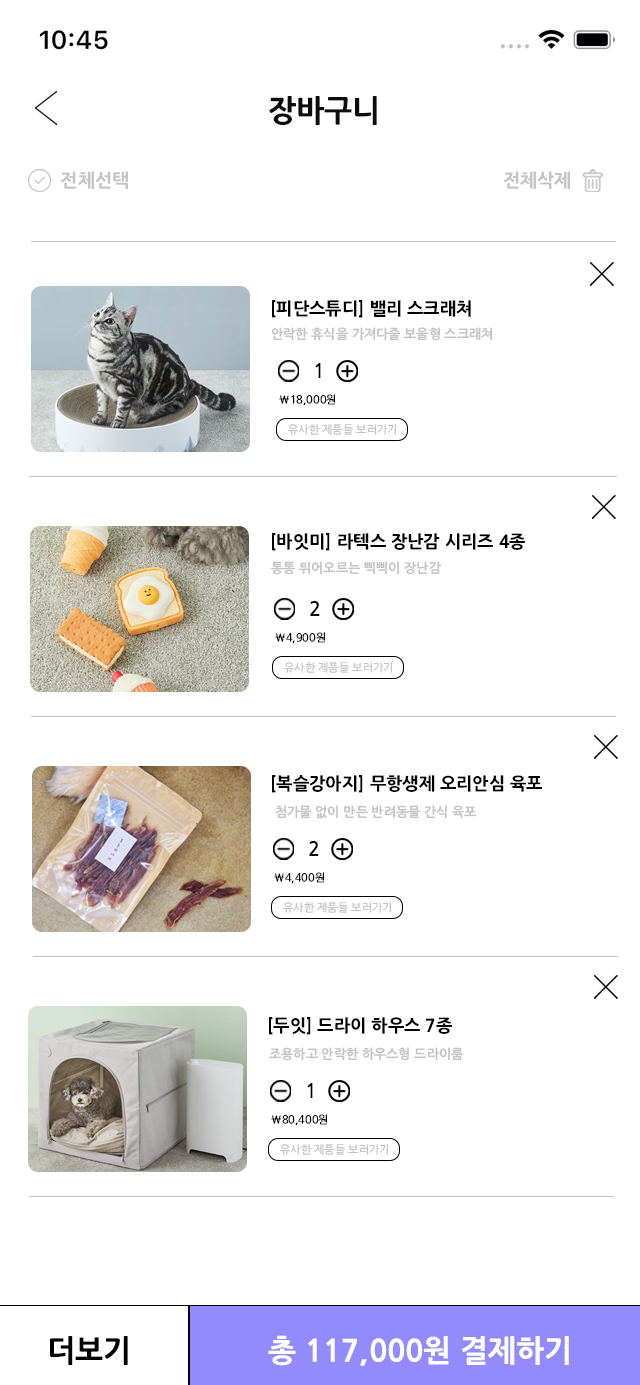 10:45
장바구니
전체선택
전체삭제
[피단스튜디] 밸리 스크래쳐
안락한 휴식을 가져다줄 보울형 스크래쳐
1
₩18,000원
유사한 제품들 보러가기
[바잇미] 라텍스 장난감 시리즈 4종
통통 튀어오르는 삑삑이 장난감
2
₩4,900원
유사한 제품들 보러가기
[복슬강아지] 무항생제 오리안심 육포
첨가물 없이 만든 반려동물 간식 육포
2
₩4,400원
유사한 제품들 보러가기
[두잇] 드라이 하우스 7종
조용하고 안락한 하우스형 드라이룸
1
₩80,400원
유사한 제품들 보러가기
더보기
총 117,000원 결제하기